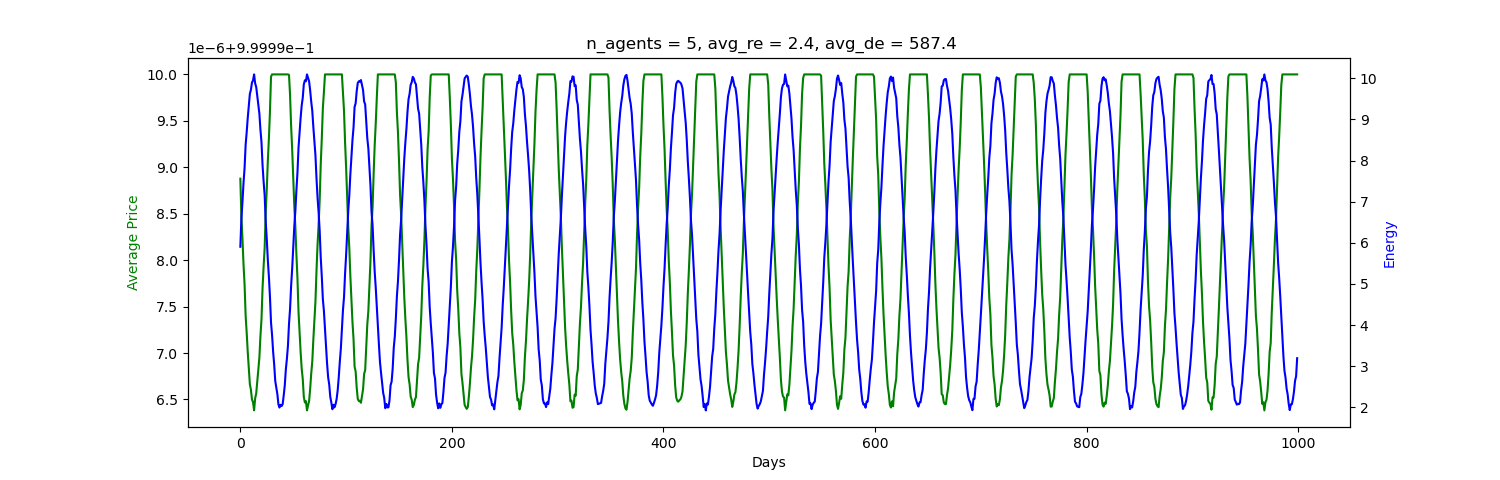 n_agents = 5, avg_re = 2.4, avg_de = 587.4
1e−6+9.9999e−1
10.0
9.5
9.0
8.5
8.0
7.5
7.0
6.5
Average Price
10
9
8
7
6
5
4
3
2
Energy
0 200 400 600 800 1000
Days